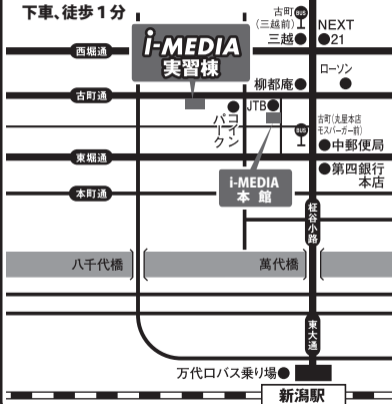 下車、徒歩1分
古町
(三越前)
BUS
NEXT
21
三越
西堀通
i-MEDIA
実習棟
柳都庵
ローソン
古町通
コイン
パーク
JTB
BUS
古町(丸屋本店
モスバーガー前)
中郵便局
東堀通
第四銀行
本店
i-MEDIA
本館
本町通
柾谷小路
八千代橋
萬代橋
東大通
万代口バス乗り場
新潟駅